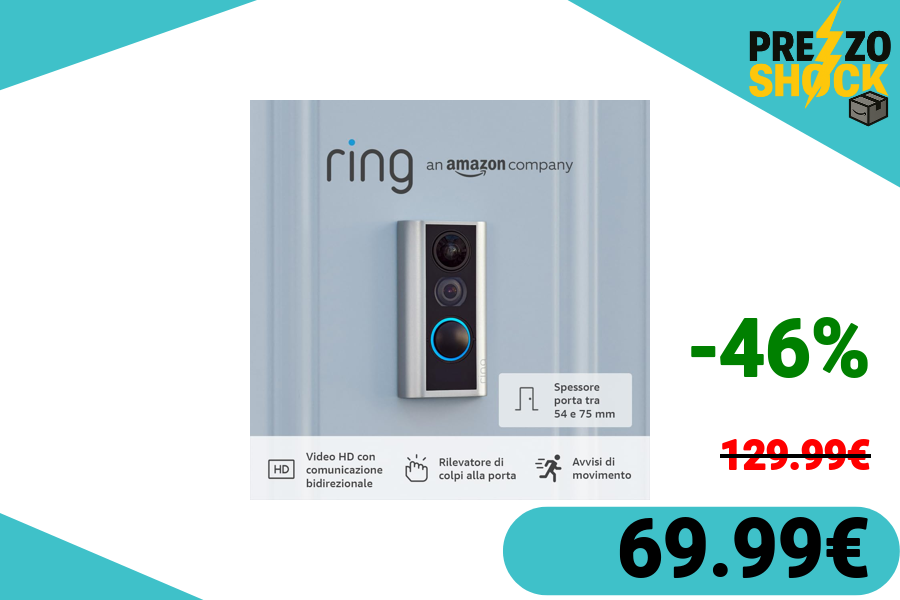 PREZZO
SHOCK
ring an amazon company
ring
Spessore
porta tra
54 e 75 mm
HD
Video HD con
comunicazione
bidirezionale
Rilevatore di
colpi alla porta
Avvisi di
movimento
-46%
129.99€
69.99€